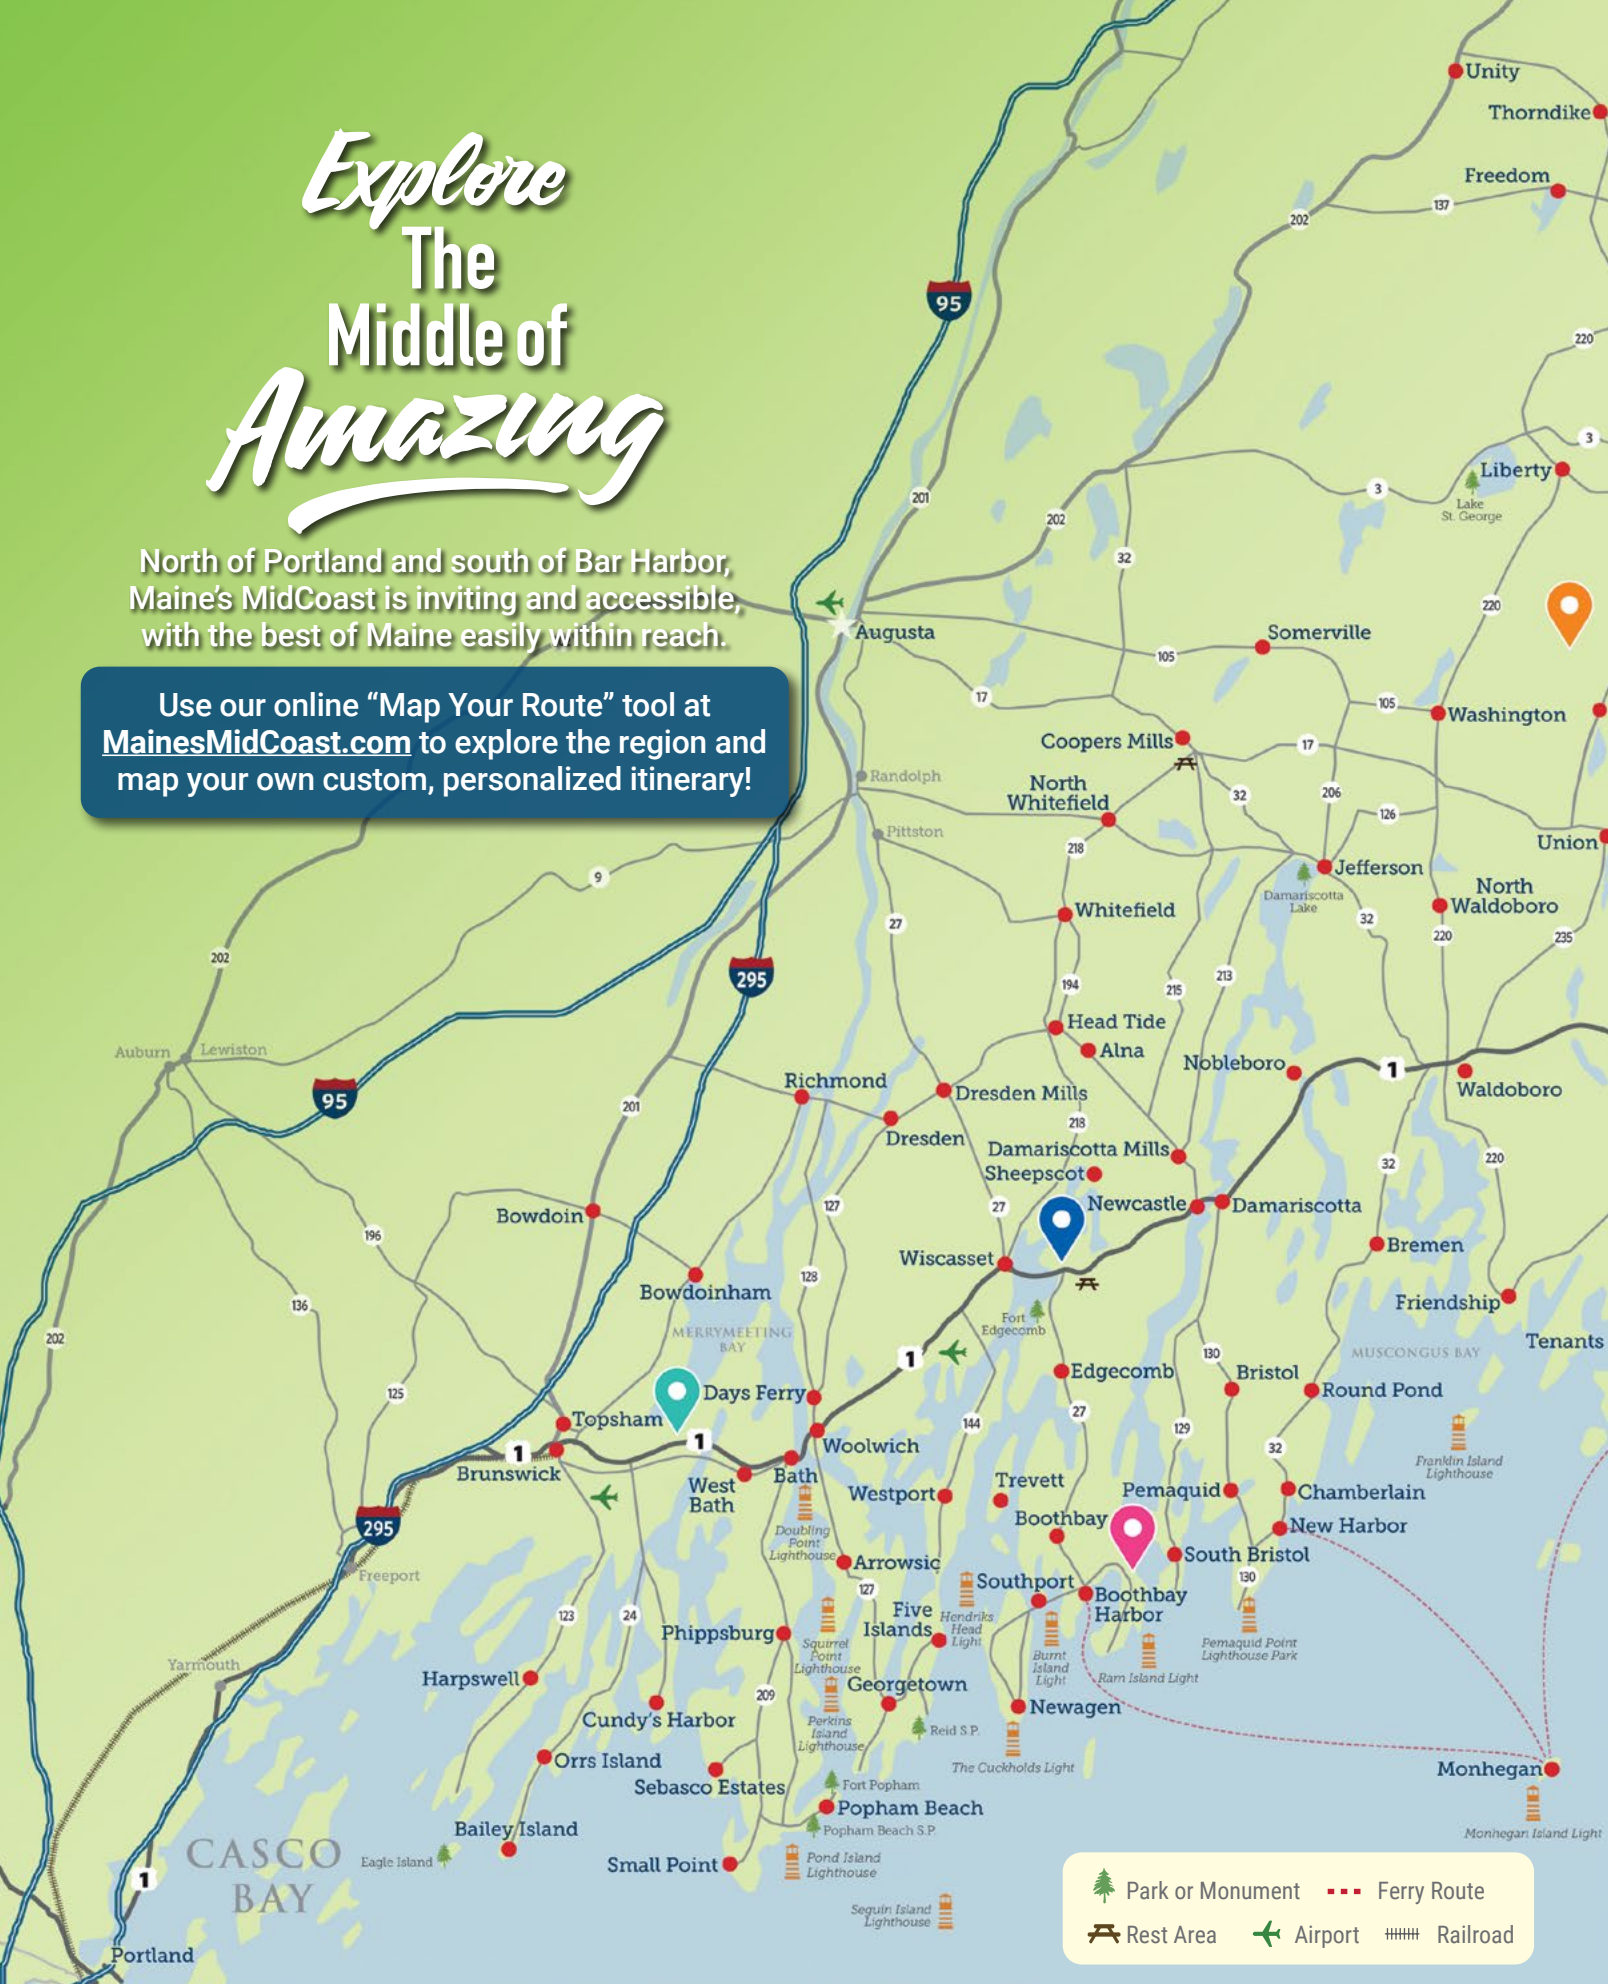 Explore
The
Middle of
Amazing
North of Portland and south of Bar Harbor,
Maine's MidCoast is inviting and accessible,
with the best of Maine easily within reach.
Use our online “Map Your Route” tool at
MainesMidCoast.com to explore the region and
map your own custom, personalized itinerary!
Unity
Thorndike
Freedom
137
202
95
220
3
Liberty
3
Lake
St. George
201
202
32
220
Augusta
Somerville
105
17
105
Washington
Coopers Mills
17
Randolph
North
Whitefield
32
206
126
Pittston
218
Union
Jefferson
9
Damariscotta
Lake
North
Waldoboro
Whitefield
32
27
220
235
202
295
194
215
213
Head Tide
Auburn
Lewiston
Alna
Nobleboro
1
Richmond
Dresden Mills
Waldoboro
95
201
218
Dresden
Damariscotta Mills
Sheepscot
32
220
127
27
Newcastle
Damariscotta
Bowdoin
196
Bremen
Wiscasset
128
Bowdoinham
136
Friendship
Fort
Edgecomb
202
MERRYMEETING
BAY
Tenants
1
130
MUSCONGUS BAY
Edgecomb
Bristol
125
Days Ferry
Round Pond
Topsham
27
144
129
1
1
Woolwich
32
Brunswick
West
Bath
Bath
Franklin Island
Lighthouse
Trevett
Westport
Pemaquid
Chamberlain
295
Boothbay
New Harbor
Doubling
Point
Lighthouse
Arrowsic
South Bristol
Freeport
Southport
130
127
Boothbay
Harbor
123
24
Five
Islands
Hendriks
Head
Light
Phippsburg
Squirrel
Point
Lighthouse
Burnt
Island
Light
Pemaquid Point
Lighthouse Park
Yarmouth
Ram Island Light
Harpswell
Georgetown
209
Newagen
Cundy's Harbor
Perkins
Island
Lighthouse
Reid S.P.
Orrs Island
The Cuckholds Light
Monhegan
Sebasco Estates
Fort Popham
Popham Beach
Bailey Island
Popham Beach S.P.
Monhegan Island Light
CASCO
BAY
Eagle Island
Small Point
Pond Island
Lighthouse
1
Seguin Island
Lighthouse
Portland
Park or Monument
Ferry Route
Rest Area
Airport
Railroad